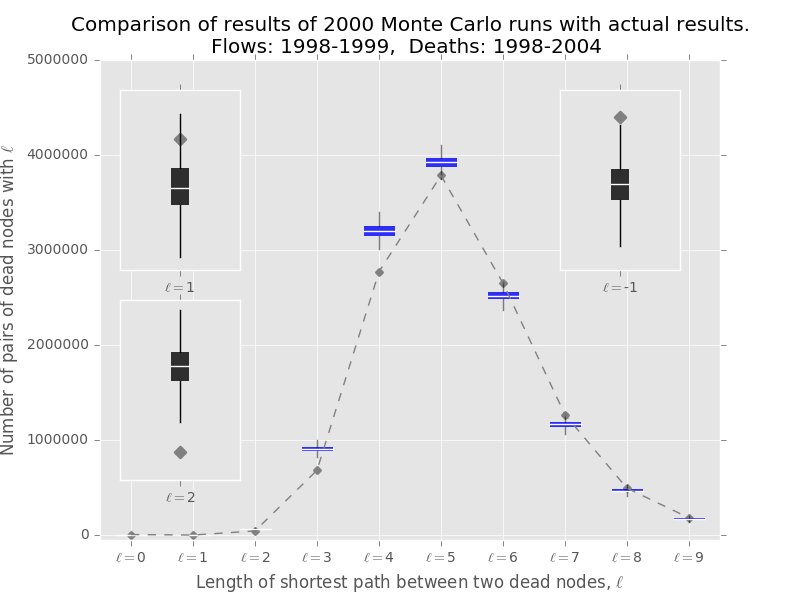 Comparison of results of 2000 Monte Carlo runs with actual results.
Flows: 1998-1999,  Deaths: 1998-2004
Number of pairs of dead nodes with ℓ
5000000
4000000
3000000
2000000
1000000
0
ℓ=1
ℓ=2
ℓ=-1
ℓ=0 ℓ=1 ℓ=2 ℓ=3 ℓ=4 ℓ=5 ℓ=6 ℓ=7 ℓ=8 ℓ=9
Length of shortest path between two dead nodes, ℓ